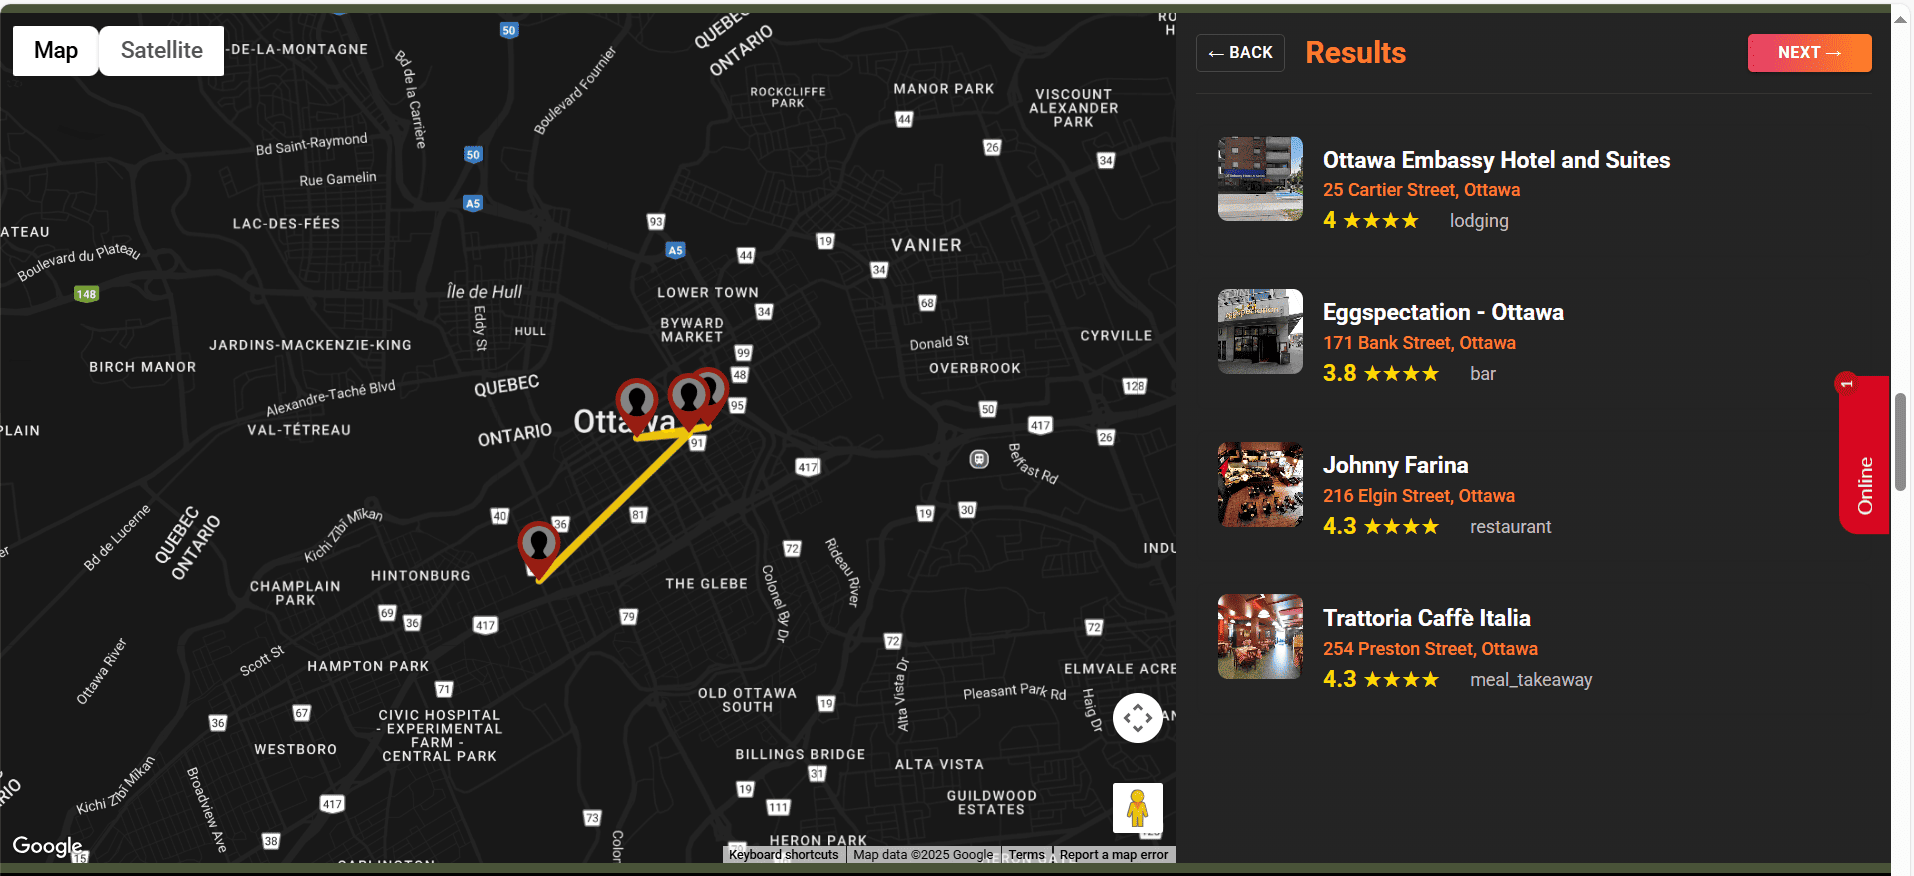 Map
Satellite
-DE-LA-MONTAGNE
50
Bd de la Carrière
Boulevard Fournier
QUEBEC
ONTARIO
ROCKCLIFFE
PARK
MANOR PARK
VISCOUNT
ALEXANDER
PARK
44
26
34
Bd Saint-Raymond
50
Rue Gamelin
A5
LAC-DES-FÉES
ATEAU
Boulevard du Plateau
148
93
A5
44
19
VANIER
34
Île de Hull
Eddy St
HULL
LOWER TOWN
34
BYWARD
MARKET
68
Donald St
CYRVILLE
JARDINS-MACKENZIE-KING
BIRCH MANOR
99
48
OVERBROOK
128
Alexandre-Taché Blvd
QUEBEC
ONTARIO
Ottawa
95
91
50
417
26
PLAIN
VAL-TÉTREAU
417
Belfast Rd
Bd de Lucerne
QUEBEC
ONTARIO
Kichi Zībī Mīkan
40
36
81
19
30
72
Rideau River
INDU
CHAMPLAIN
PARK
HINTONBURG
THE GLEBE
Colonel By Dr
69
36
417
79
72
72
Ottawa River
Scott St
HAMPTON PARK
71
ELMVALE ACRE
OLD OTTAWA
SOUTH
19
Alta Vista Dr
Pleasant Park Rd
Haig Dr
36
67
CIVIC HOSPITAL
- EXPERIMENTAL
FARM -
CENTRAL PARK
WESTBORO
BILLINGS BRIDGE
31
ALTA VISTA
Kichi Zībī Mīkan
Broadview Ave
19
111
GUILDWOOD
ESTATES
417
73
38
15
HERON PARK
Google
Keyboard shortcuts
Map data ©2025 Google
Terms
Report a map error
← BACK
Results
NEXT →
Ottawa Embassy Hotel and Suites
25 Cartier Street, Ottawa
4 ★★★★ lodging
Eggspectation - Ottawa
171 Bank Street, Ottawa
3.8 ★★★★ bar
Johnny Farina
216 Elgin Street, Ottawa
4.3 ★★★★ restaurant
Trattoria Caffè Italia
254 Preston Street, Ottawa
4.3 ★★★★ meal_takeaway
1
Online